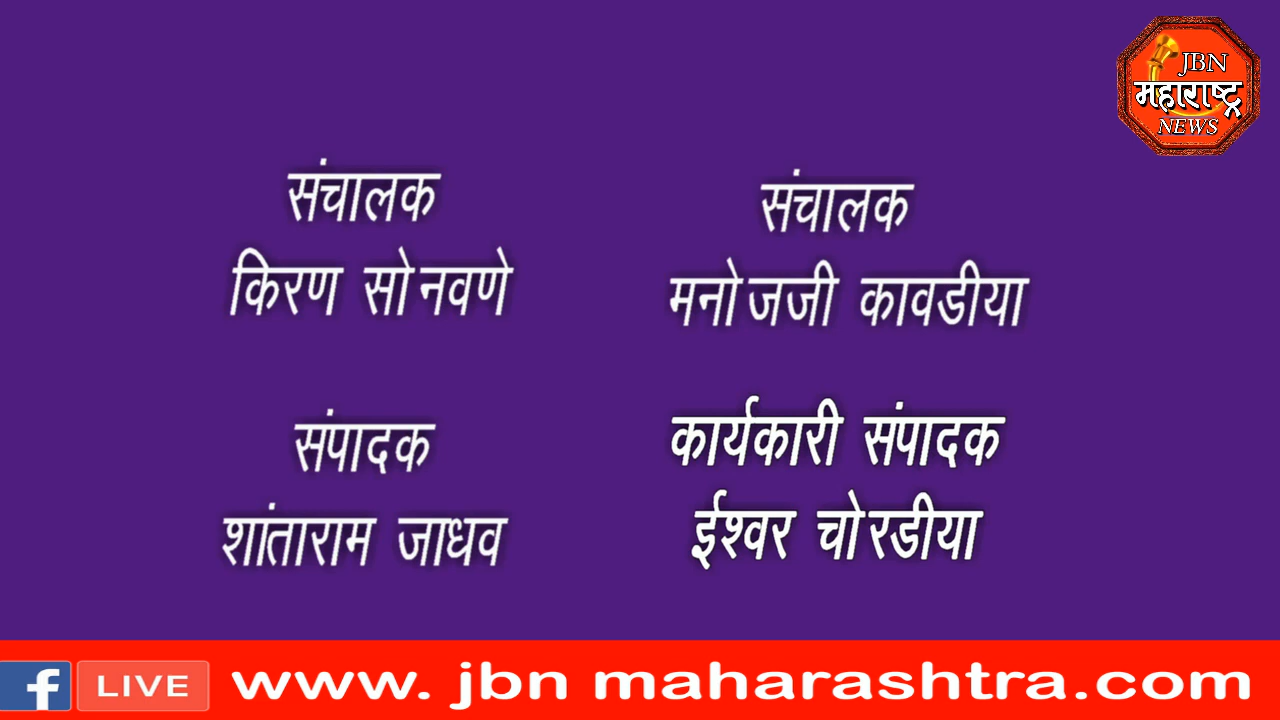 JBN
महाराष्ट्र
NEWS
संचालक
किरण सोनवणे
संचालक
मनोजजी कावडीया
संपादक
शांताराम जाधव
कार्यकारी संपादक
ईश्वर चोरडीया
f LIVE www. jbn maharashtra.com